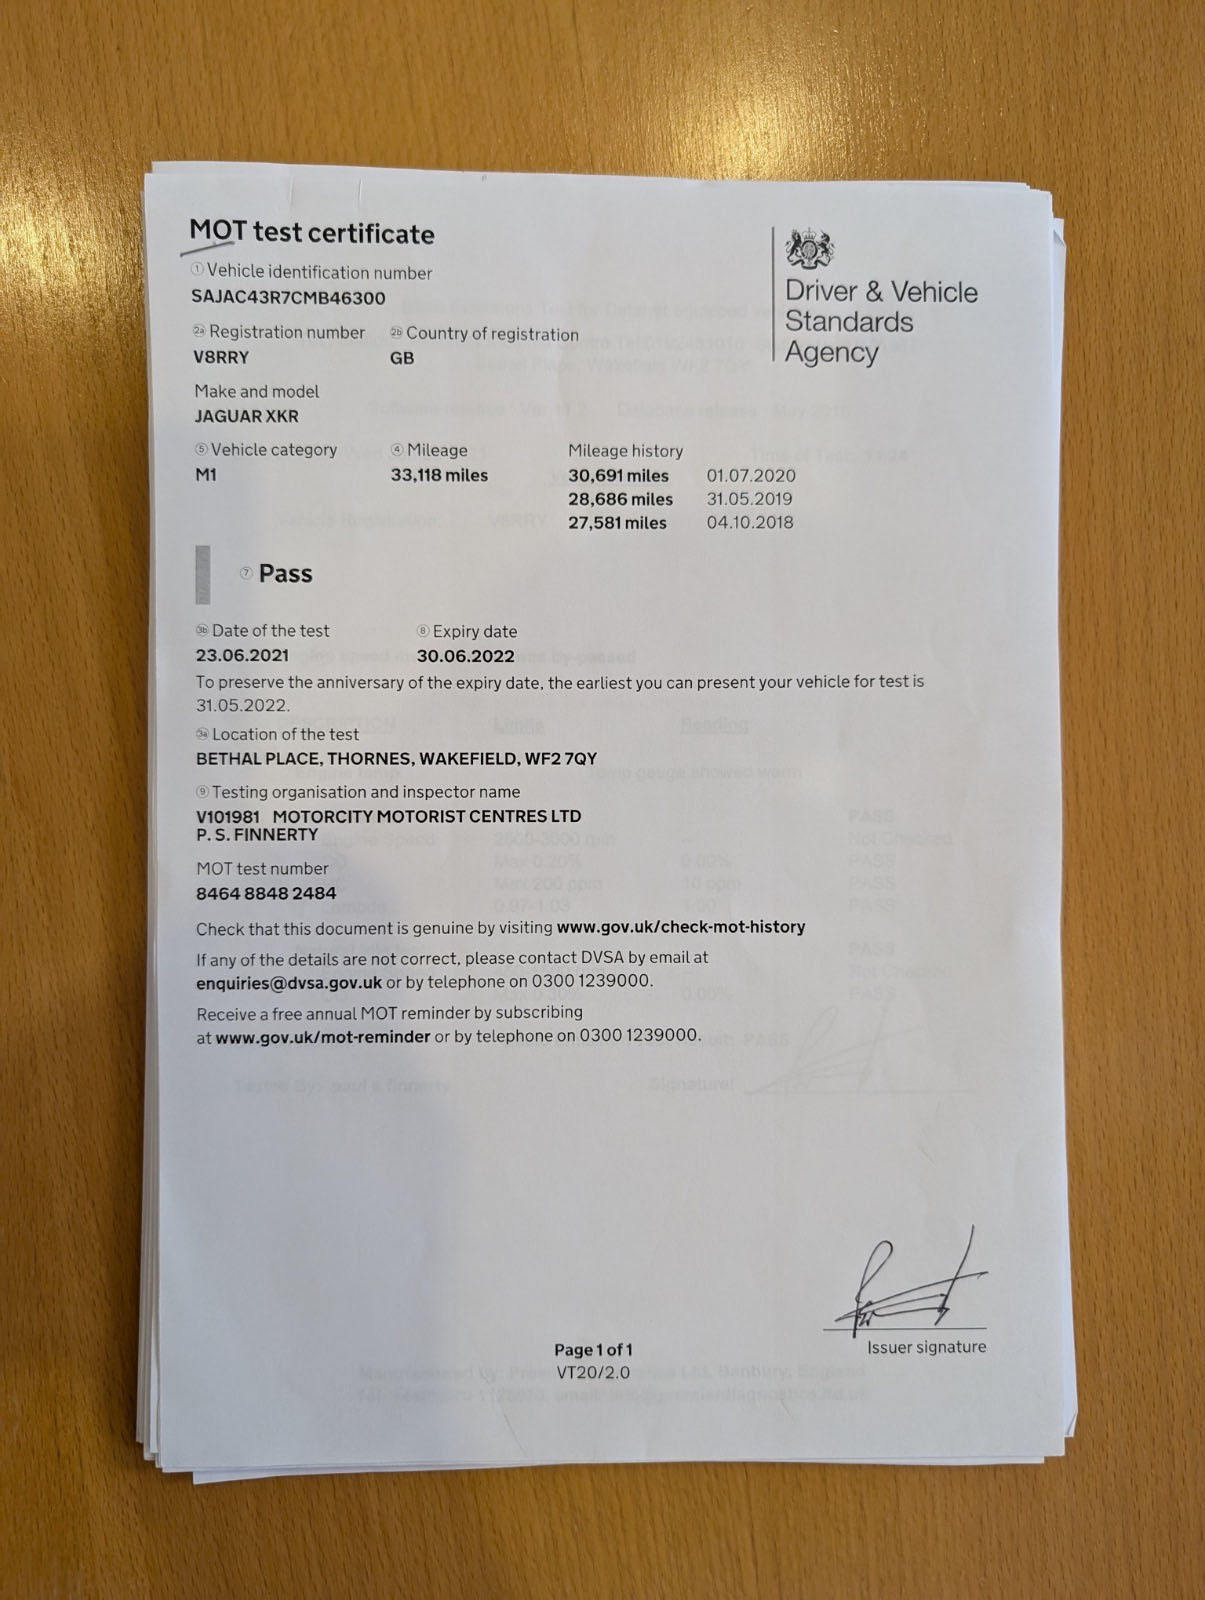 MOT test certificate
① Vehicle identification number
SAJAC43R7CMB46300
2a Registration number 2b Country of registration
V8RRY GB
Make and model
JAGUAR XKR
⑤ Vehicle category ④ Mileage Mileage history
M1 33,118 miles 30,691 miles 01.07.2020
28,686 miles 31.05.2019
27,581 miles 04.10.2018
⑦ Pass
3b Date of the test ⑧ Expiry date
23.06.2021 30.06.2022
To preserve the anniversary of the expiry date, the earliest you can present your vehicle for test is
31.05.2022.
3a Location of the test
BETHAL PLACE, THORNES, WAKEFIELD, WF2 7QY
⑨ Testing organisation and inspector name
V101981 MOTORCITY MOTORIST CENTRES LTD
P. S. FINNERTY
MOT test number
8464 8848 2484
Check that this document is genuine by visiting www.gov.uk/check-mot-history
If any of the details are not correct, please contact DVSA by email at
enquiries@dvsa.gov.uk or by telephone on 0300 1239000.
Receive a free annual MOT reminder by subscribing
at www.gov.uk/mot-reminder or by telephone on 0300 1239000.
Driver & Vehicle
Standards
Agency
Issuer signature
Page 1 of 1
VT20/2.0